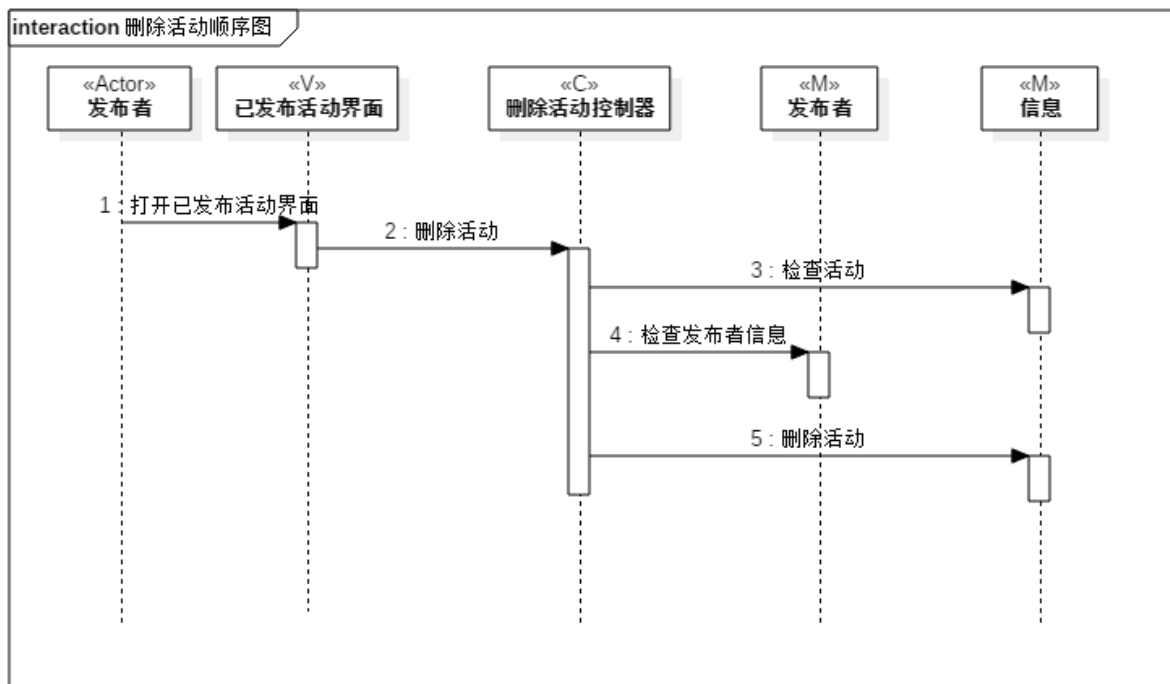 interaction 删除活动顺序图
«Actor»
发布者
«V»
已发布活动界面
«C»
删除活动控制器
«M»
发布者
«M»
信息
1 : 打开已发布活动界面
2 : 删除活动
3 : 检查活动
4 : 检查发布者信息
5 : 删除活动